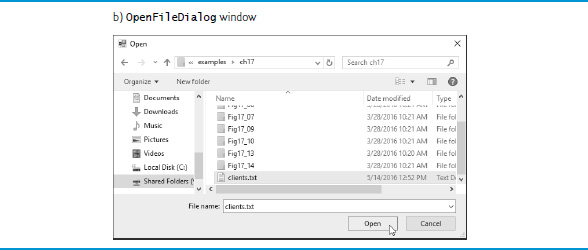 b) OpenFileDialog window
Open
« examples > ch17
Search ch17
Organize
New folder
Name
Date modified
Type
Documents
Downloads
Music
Pictures
Videos
Local Disk (C:)
Shared Folders (
Fig17_07 3/28/2016 10:21 AM File fol
Fig17_09 3/28/2016 10:21 AM File fol
Fig17_10 3/28/2016 10:21 AM File fol
Fig17_13 3/28/2016 10:20 AM File fol
Fig17_14 3/28/2016 10:21 AM File fol
clients.txt 5/14/2016 12:52 PM Text D
File name: clients.txt
Open
Cancel